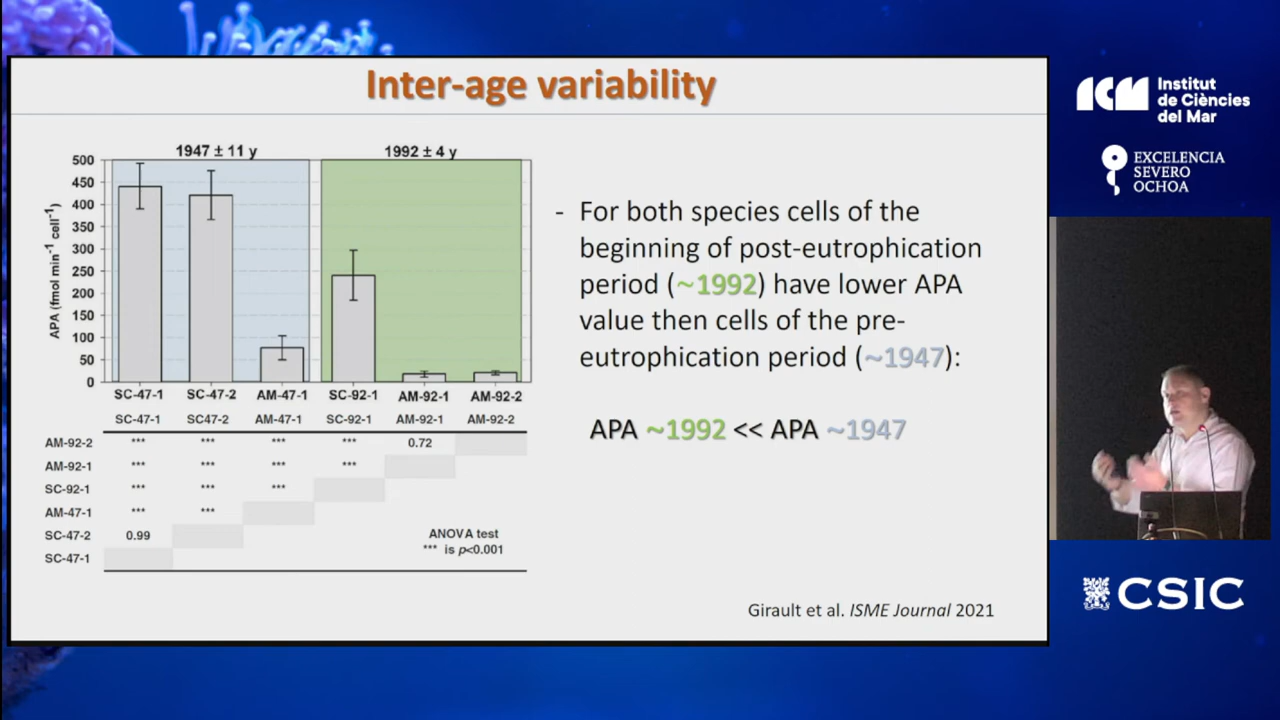 Inter-age variability
1947 ± 11 y
1992 ± 4 y
APA (fmol min⁻¹ cell⁻¹)
500
450
400
350
300
250
200
150
100
50
0
SC-47-1 SC-47-2 AM-47-1 SC-92-1 AM-92-1 AM-92-2
SC-47-1 SC47-2 AM-47-1 SC-92-1 AM-92-1 AM-92-2
AM-92-2 *** *** *** *** 0.72
AM-92-1 *** *** *** ***
SC-92-1 *** *** ***
AM-47-1 *** ***
SC-47-2 0.99
SC-47-1
ANOVA test
*** is p<0.001
- For both species cells of the
beginning of post-eutrophication
period (~1992) have lower APA
value then cells of the pre-
eutrophication period (~1947):
APA ~1992 << APA ~1947
Girault et al. ISME Journal 2021
ICM
Institut
de Ciències
del Mar
EXCELENCIA
SEVERO
OCHOA
CSIC